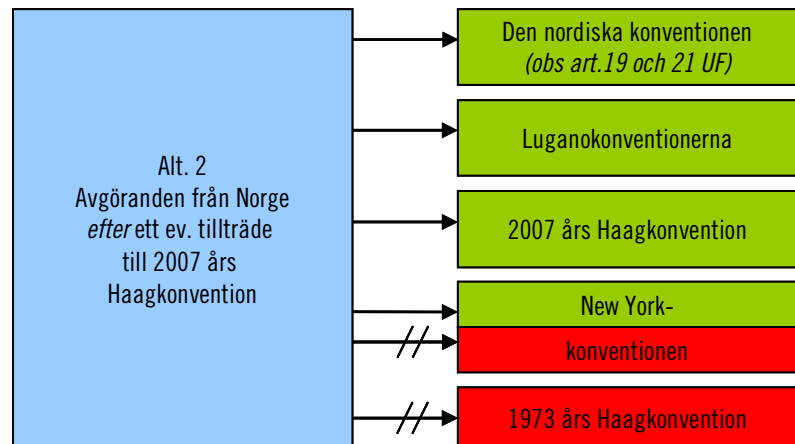 Alt. 2
Avgöranden från Norge
efter ett ev. tillträde
till 2007 års
Haagkonvention
Den nordiska konventionen
(obs art.19 och 21 UF)
Luganokonventionerna
2007 års Haagkonvention
New York-
konventionen
1973 års Haagkonvention